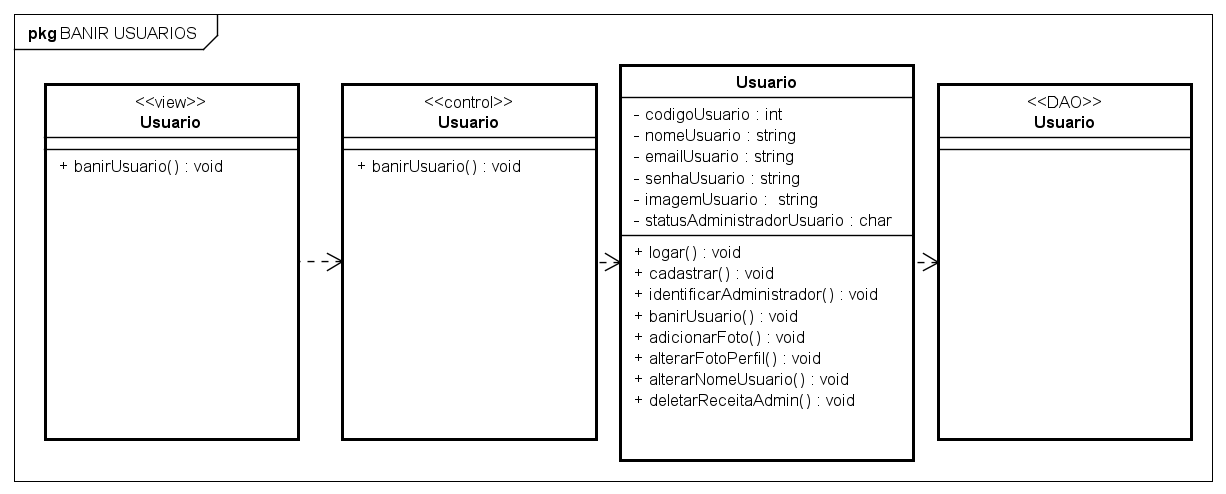 pkg BANIR USUARIOS
<<view>>
Usuario
+ banirUsuario() : void
<<control>>
Usuario
+ banirUsuario() : void
Usuario
- codigoUsuario : int
- nomeUsuario : string
- emailUsuario : string
- senhaUsuario : string
- imagemUsuario :  string
- statusAdministradorUsuario : char
+ logar() : void
+ cadastrar() : void
+ identificarAdministrador() : void
+ banirUsuario() : void
+ adicionarFoto() : void
+ alterarFotoPerfil() : void
+ alterarNomeUsuario() : void
+ deletarReceitaAdmin() : void
<<DAO>>
Usuario